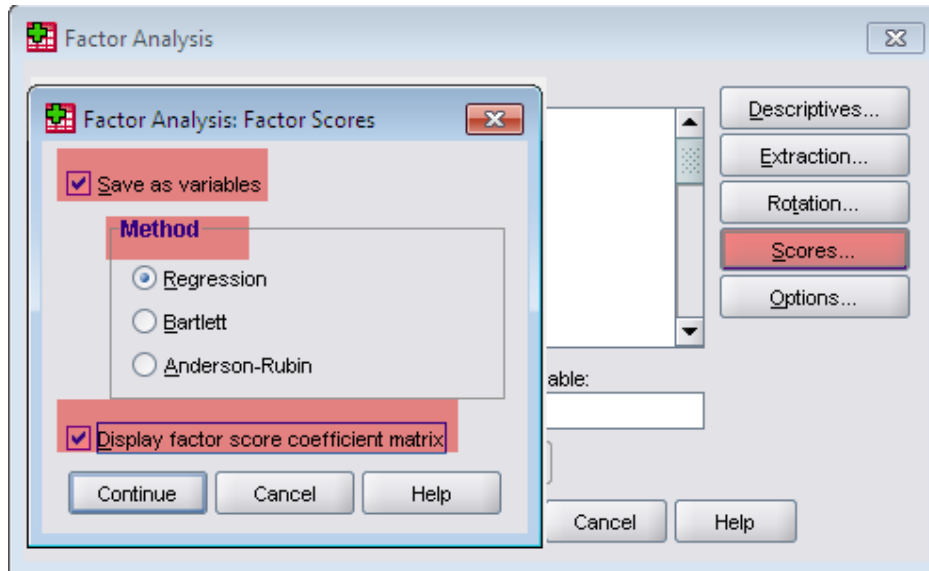 Factor Analysis
Factor Analysis: Factor Scores
Save as variables
Method
Regression
Bartlett
Anderson-Rubin
Display factor score coefficient matrix
Continue
Cancel
Help
Descriptives...
Extraction...
Rotation...
Scores...
Options...
able:
Cancel
Help